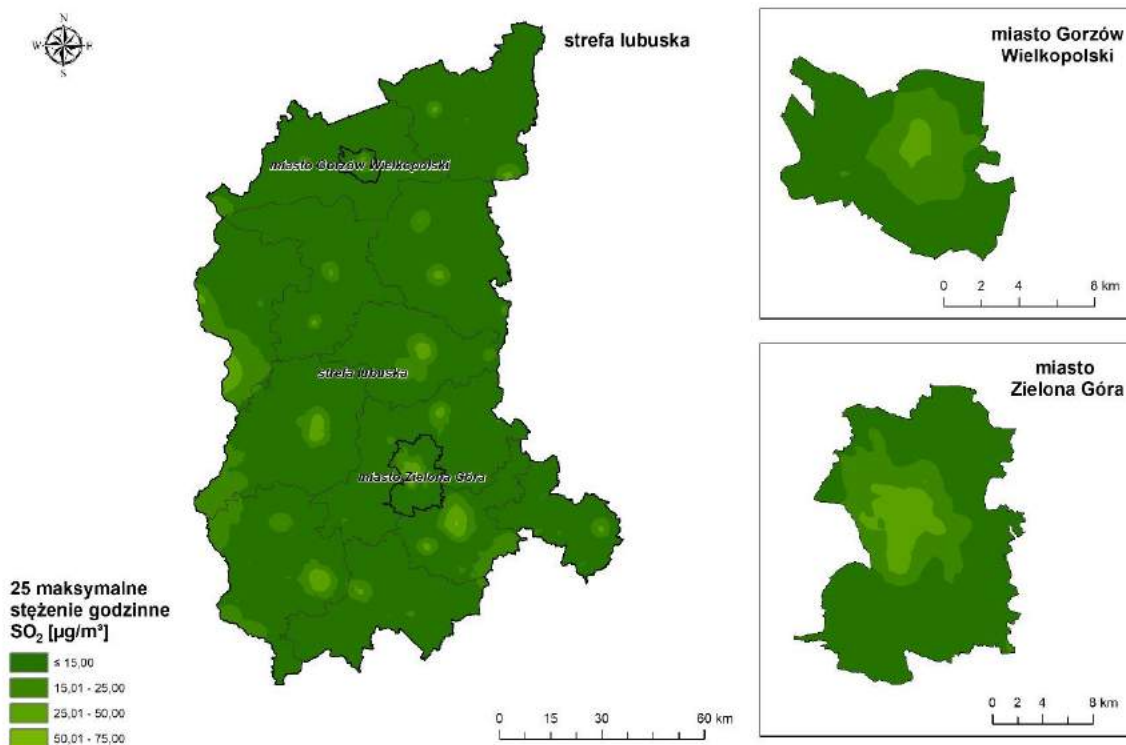 N
W E
S
strefa lubuska
miasto Gorzów Wielkopolski
strefa lubuska
miasto Zielona Góra
25 maksymalne
stężenie godzinne
SO₂ [µg/m³]
≤ 15,00
15,01 - 25,00
25,01 - 50,00
50,01 - 75,00
0 15 30 60 km
miasto Gorzów
Wielkopolski
0 2 4 8 km
miasto
Zielona Góra
0 2 4 8 km